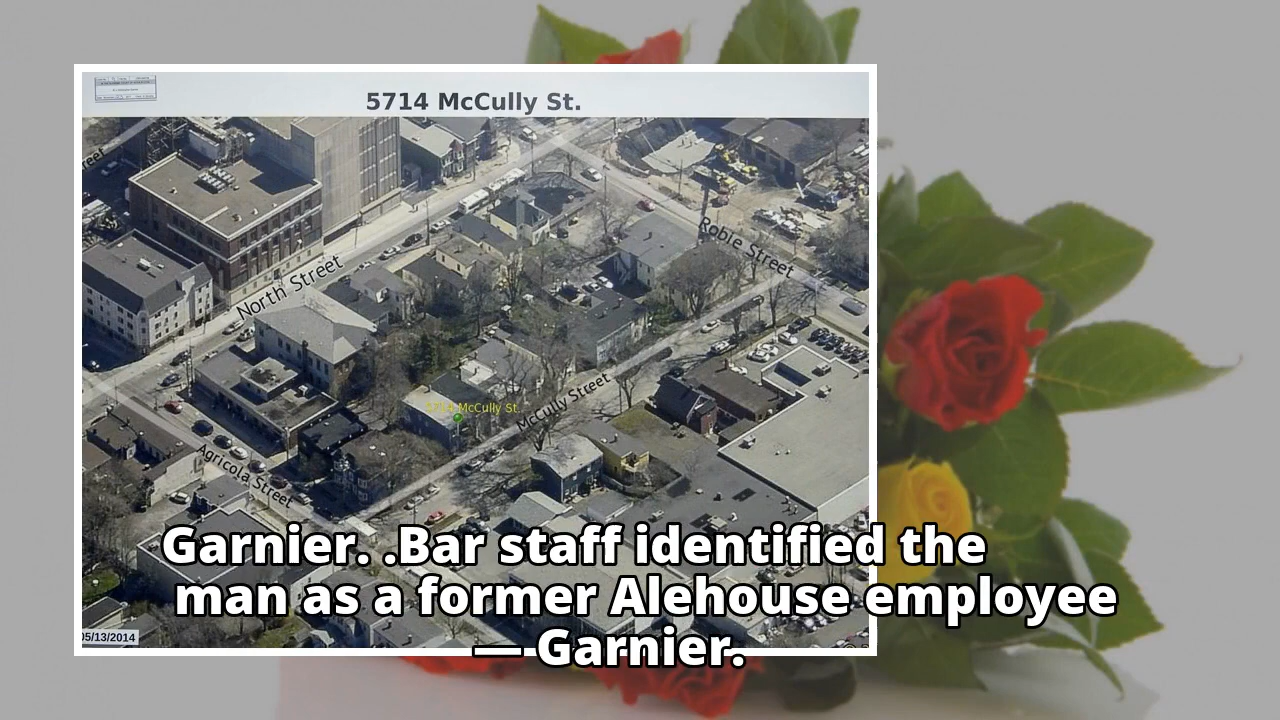 5714 McCully St.
reet
Robie Street
North Street
5714 McCully St.
McCully Street
Agricola Street
Garnier. .Bar staff identified the
man as a former Alehouse employee
— Garnier.
05/13/2014